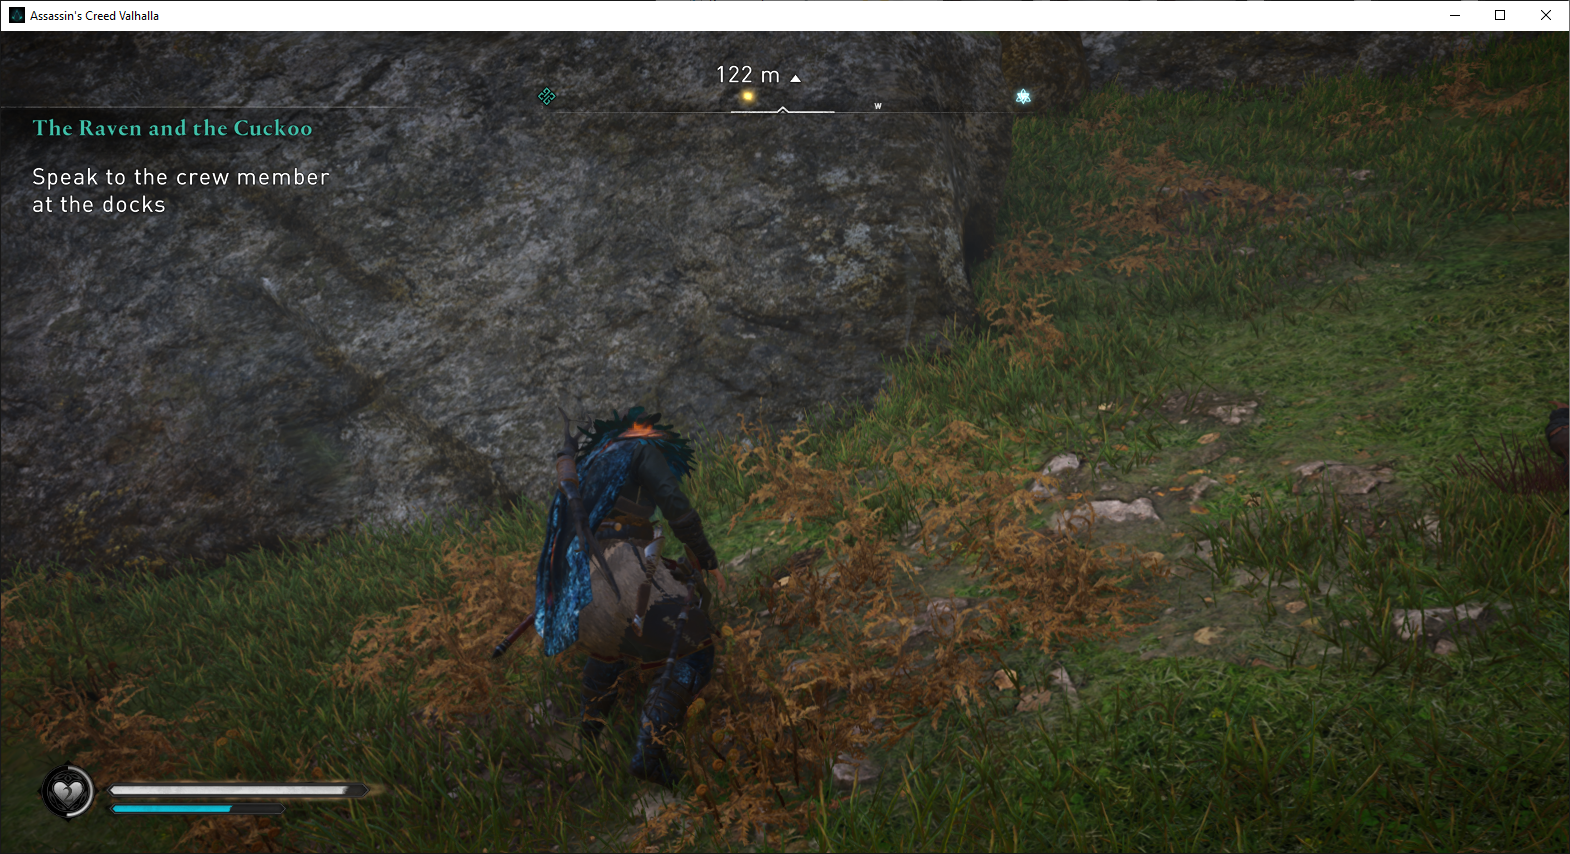 Assassin's Creed Valhalla
122 m
W
The Raven and the Cuckoo
Speak to the crew member
at the docks